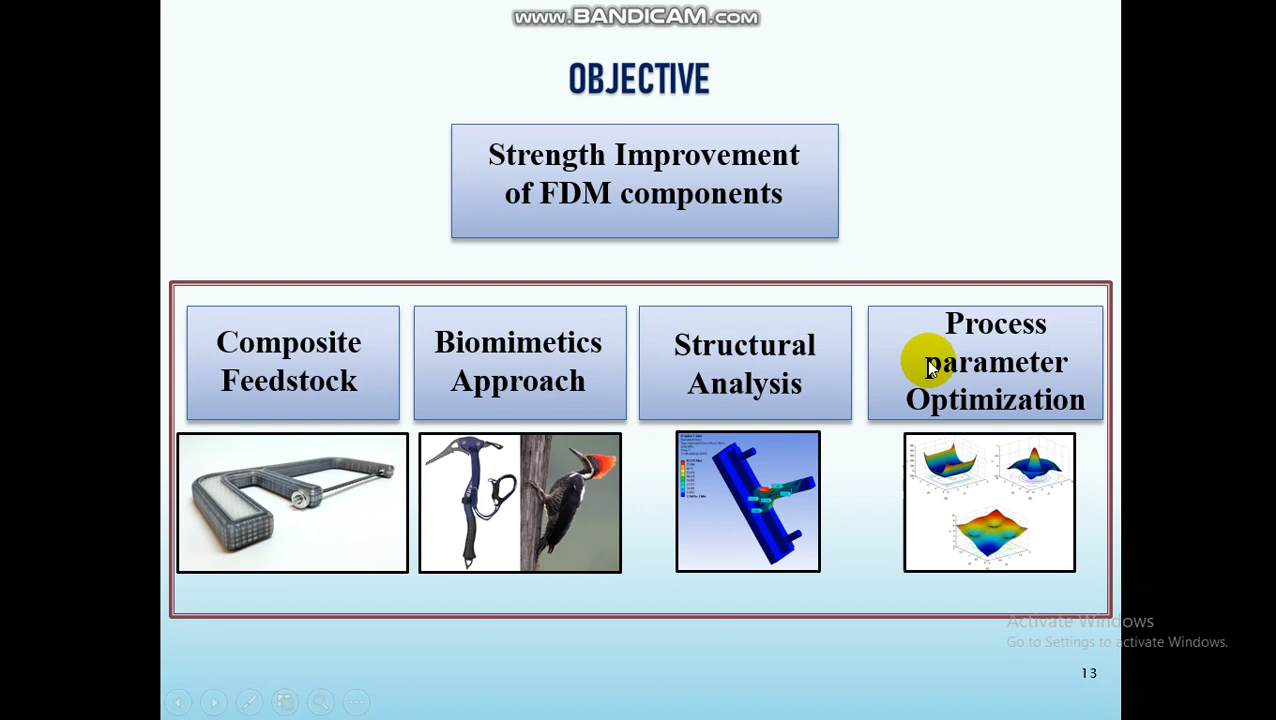 www.BANDICAM.com
OBJECTIVE
Strength Improvement
of FDM components
Composite
Feedstock
Biomimetics
Approach
Structural
Analysis
Process
parameter
Optimization
Activate Windows
Go to Settings to activate Windows.
13